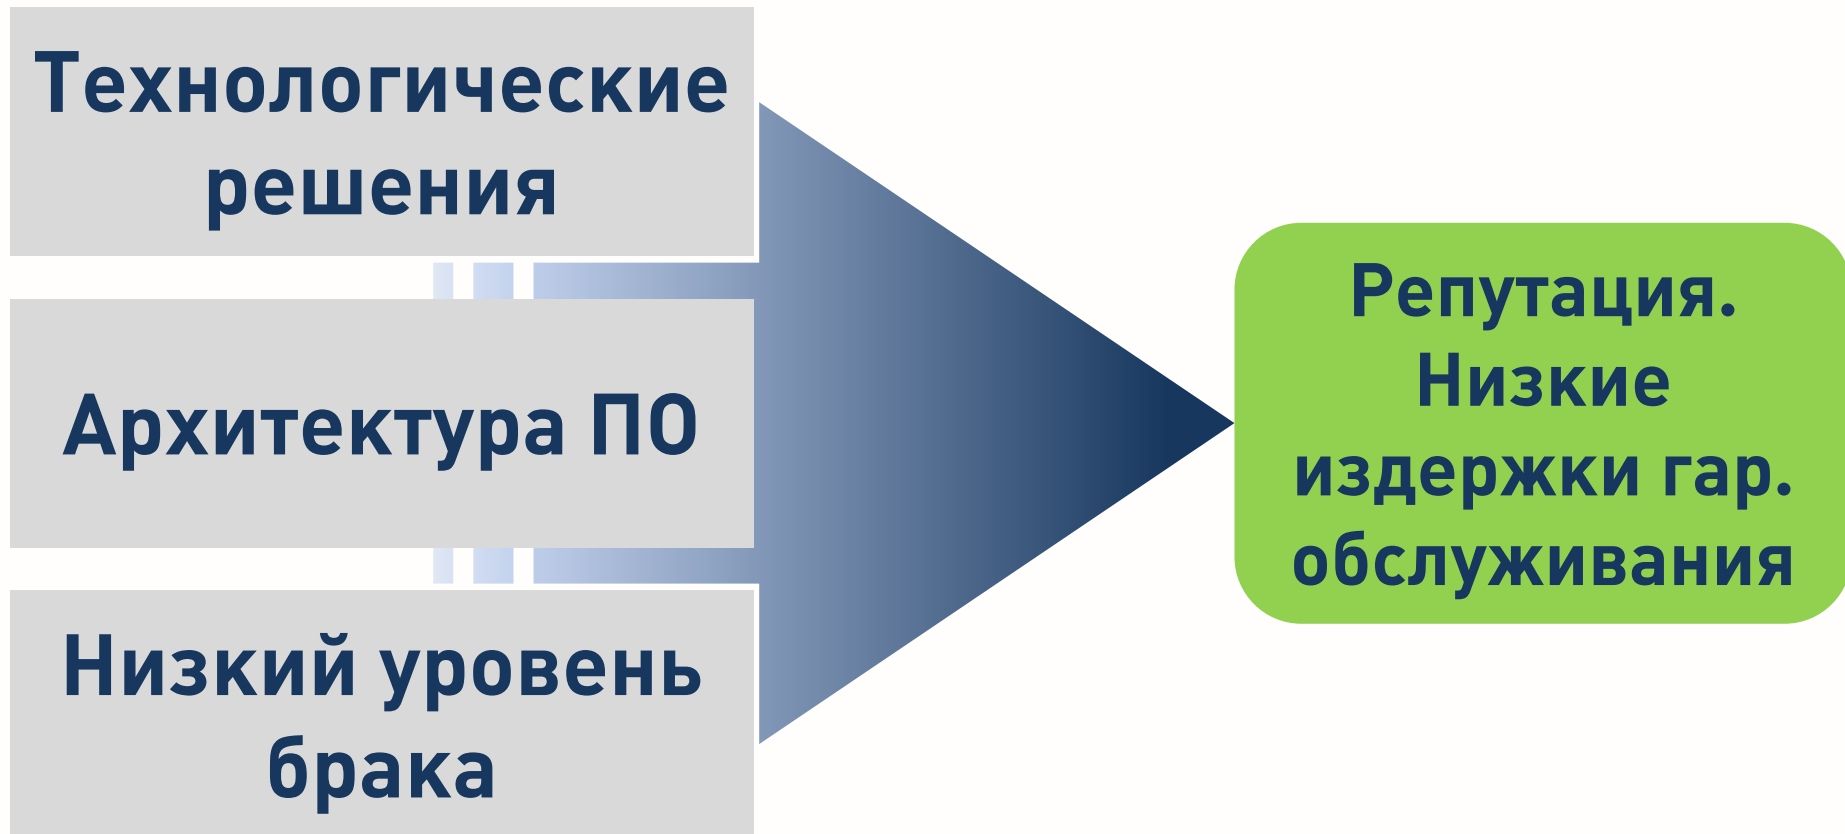 Технологические
решения
Архитектура ПО
Низкий уровень
брака
Репутация.
Низкие
издержки гар.
обслуживания